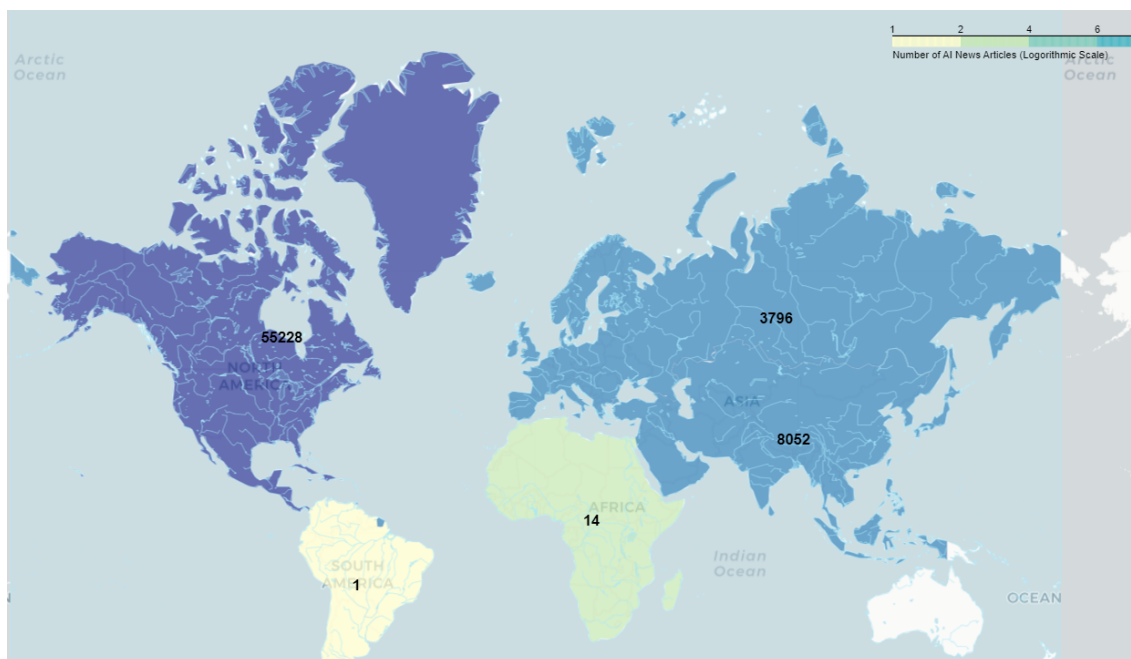 1 2 4 6
Number of AI News Articles (Logorithmic Scale)
Arctic
Ocean
Arctic
Ocean
3796
55228
NORTH
AMERICA
ASIA
8052
AFRICA
14
Indian
Ocean
SOUTH
AMERICA
1
OCEAN